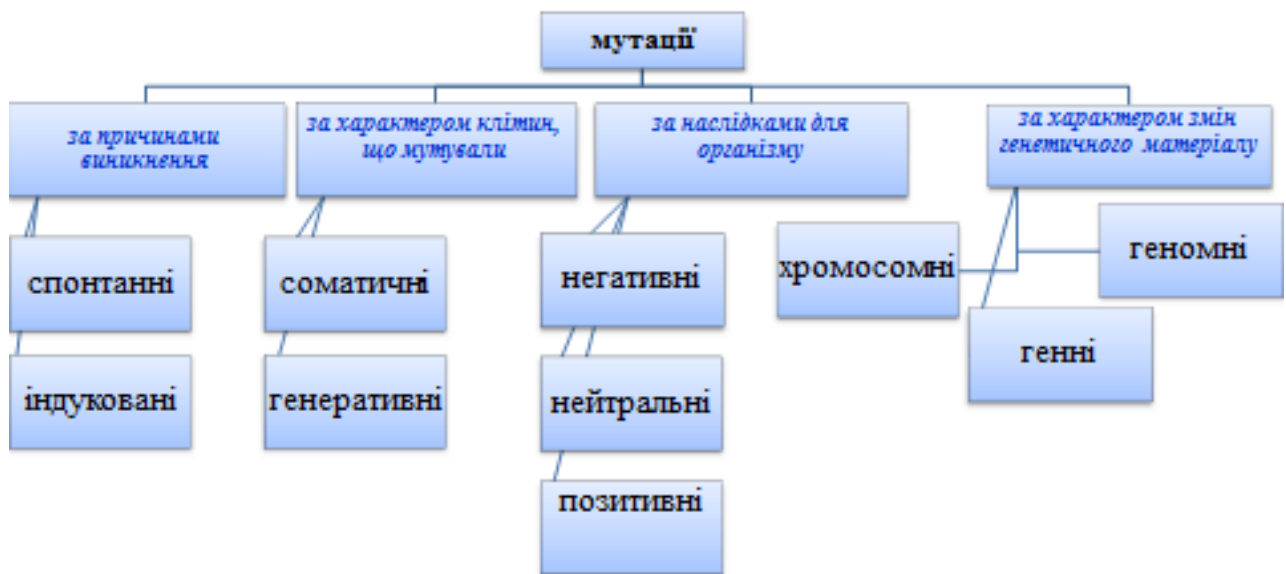 мутації
за причинами
виникнення
за характером клітин,
що мутували
за наслідками для
організму
за характером змін
генетичного матеріалу
спонтанні
індуковані
соматичні
генеративні
негативні
нейтральні
позитивні
хромосомні
геномні
генні